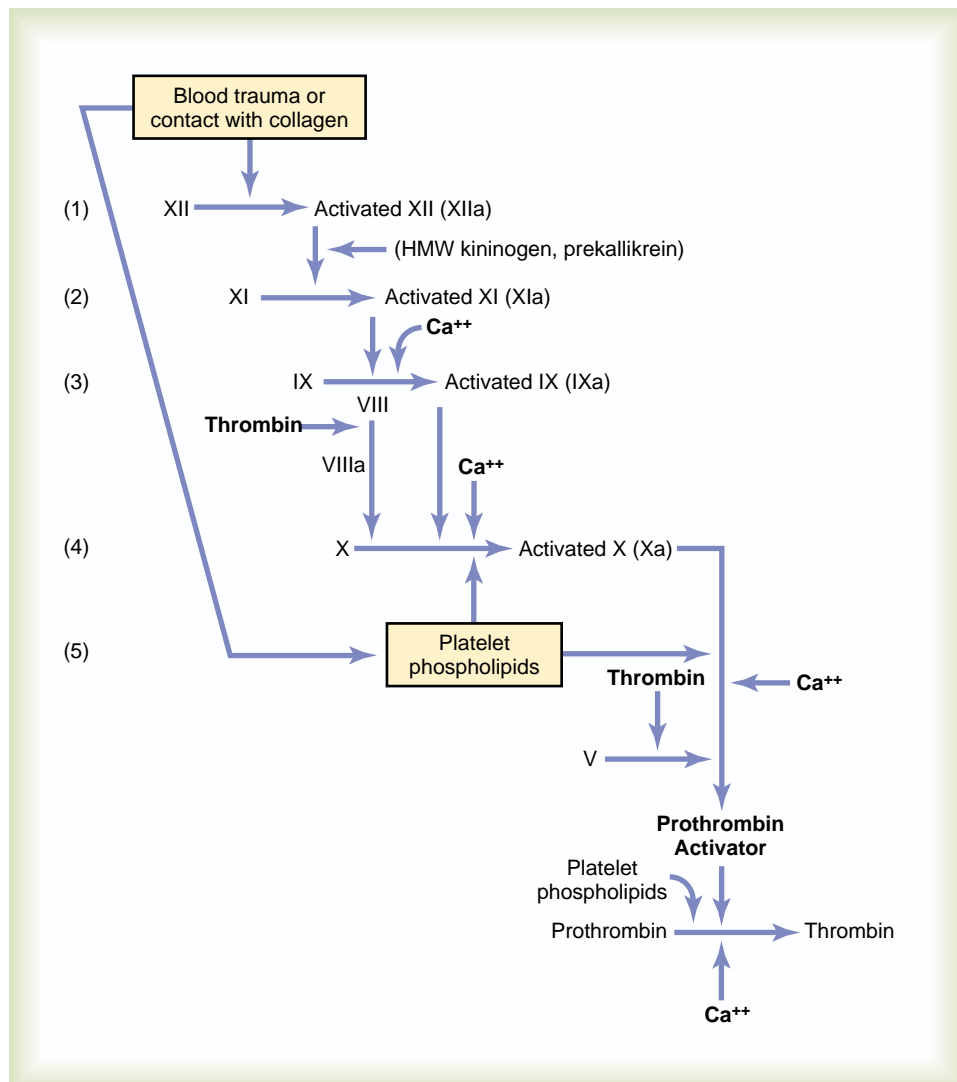 Blood trauma or
contact with collagen
(1) XII Activated XII (XIIa)
(HMW kininogen, prekallikrein)
(2) XI Activated XI (XIa)
Ca++
(3) IX Activated IX (IXa)
VIII
Thrombin
VIIIa Ca++
(4) X Activated X (Xa)
(5) Platelet
phospholipids
Thrombin Ca++
V
Prothrombin
Activator
Platelet
phospholipids
Prothrombin Thrombin
Ca++